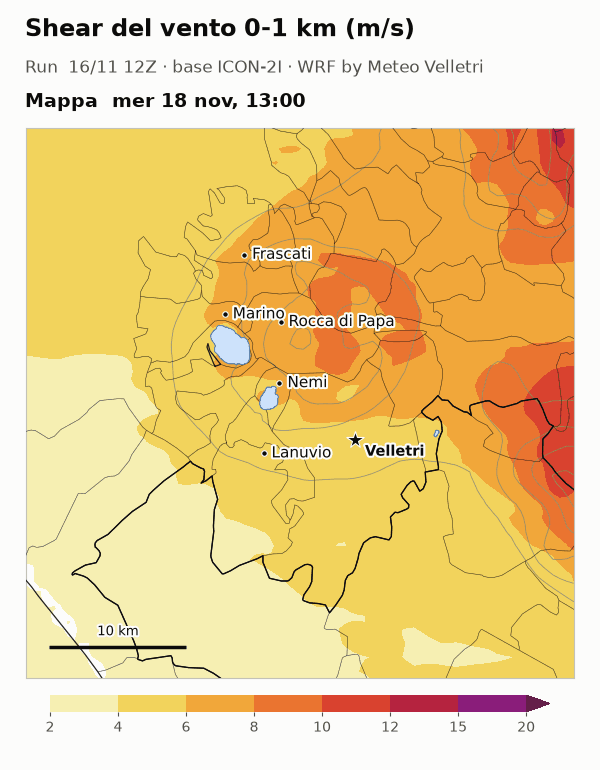 Shear del vento 0-1 km (m/s)
Run  16/11 12Z · base ICON-2I · WRF by Meteo Velletri
Mappa  mer 18 nov, 13:00
Frascati
Marino
Rocca di Papa
Nemi
Velletri
Lanuvio
10 km
2 4 6 8 10 12 15 20